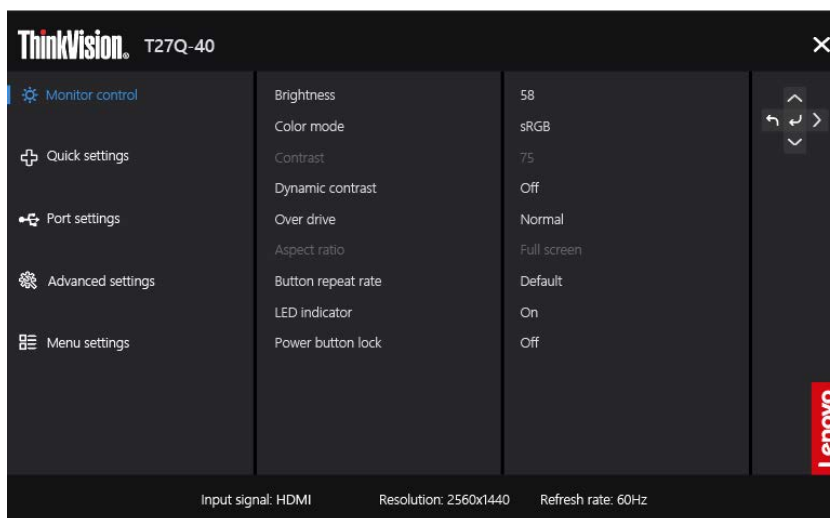 ThinkVision® T27Q-40
Monitor control
Quick settings
Port settings
Advanced settings
Menu settings
Brightness 58
Color mode sRGB
Contrast 75
Dynamic contrast Off
Over drive Normal
Aspect ratio Full screen
Button repeat rate Default
LED indicator On
Power button lock Off
Lenovo
Input signal: HDMI Resolution: 2560x1440 Refresh rate: 60Hz